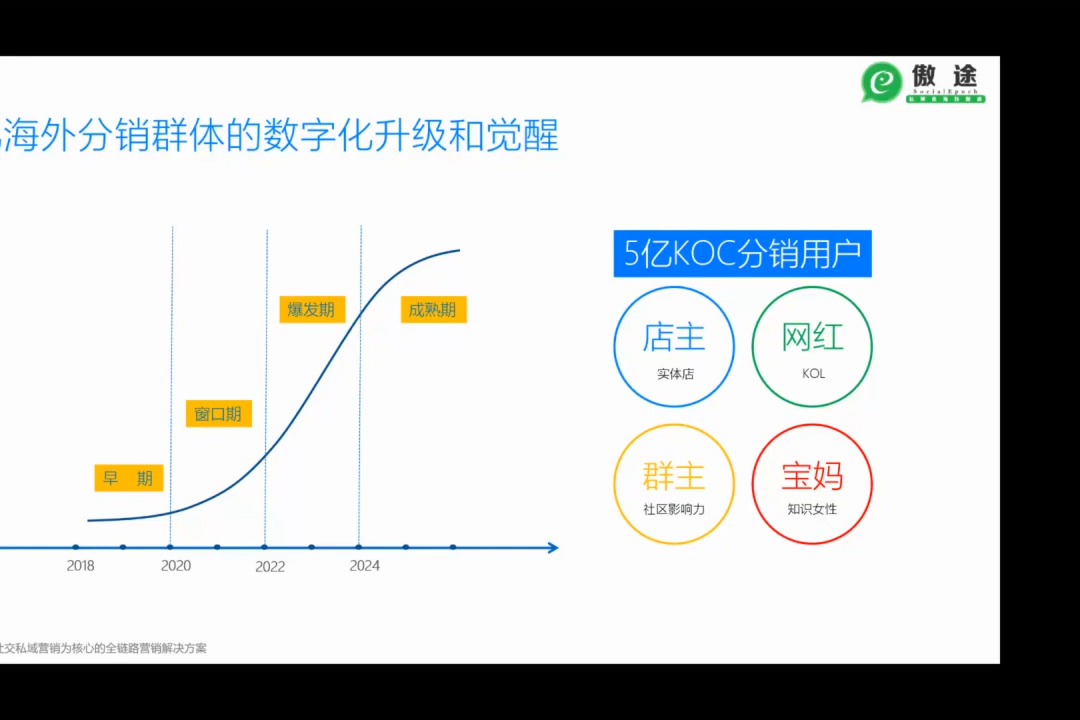 傲途
SocialEpoch
海外分销群体的数字化升级和觉醒
5亿KOC分销用户
爆发期
成熟期
店主
实体店
网红
KOL
窗口期
早 期
群主
社区影响力
宝妈
知识女性
2018
2020
2022
2024
交私域营销为核心的全链路营销解决方案